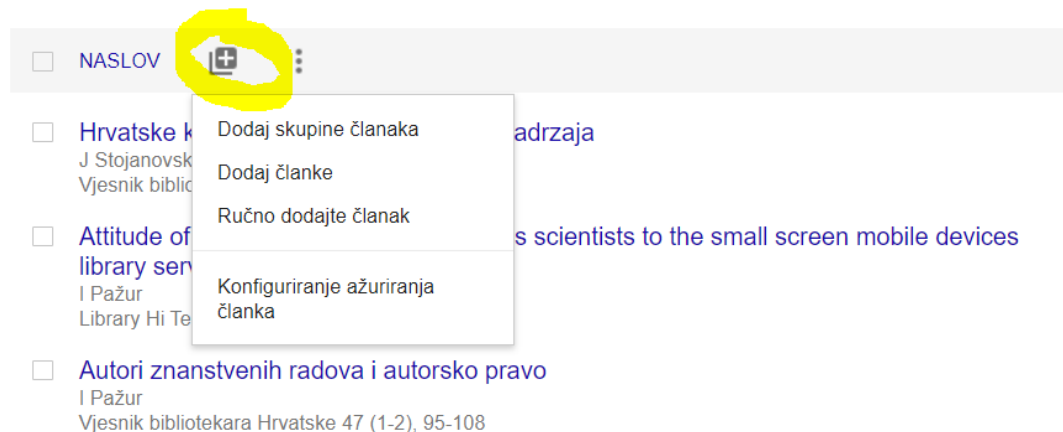 NASLOV
Dodaj skupine članaka
Dodaj članke
Ručno dodajte članak
Konfiguriranje ažuriranja
članka
Hrvatske adrzaja
J Stojanovsk
Vjesnik
Attitude of s scientists to the small screen mobile devices
library
I Pažur
Library Hi Te
Autori znanstvenih radova i autorsko pravo
I Pažur
Vjesnik bibliotekara Hrvatske 47 (1-2), 95-108